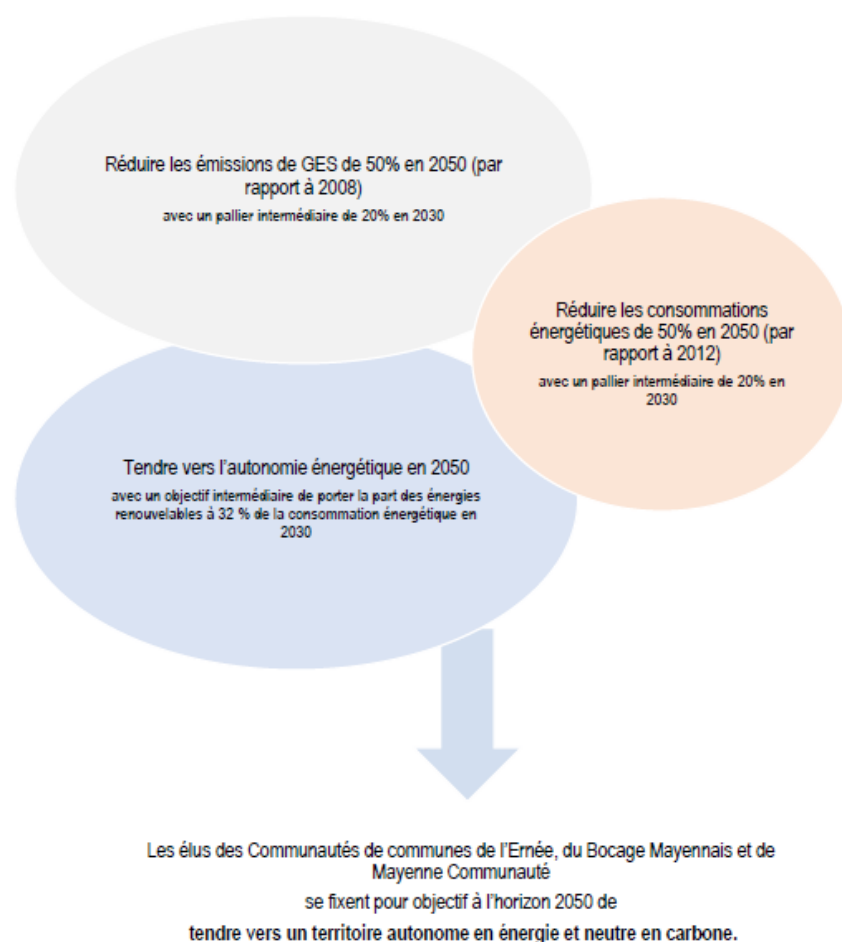 Réduire les émissions de GES de 50% en 2050 (par
rapport à 2008)
avec un pallier intermédiaire de 20% en 2030
Réduire les consommations
énergétiques de 50% en 2050 (par
rapport à 2012)
avec un pallier intermédiaire de 20% en
2030
Tendre vers l'autonomie énergétique en 2050
avec un objectif intermédiaire de porter la part des énergies
renouvelables à 32 % de la consommation énergétique en
2030
Les élus des Communautés de communes de l'Ernée, du Bocage Mayennais et de
Mayenne Communauté
se fixent pour objectif à l'horizon 2050 de
tendre vers un territoire autonome en énergie et neutre en carbone.